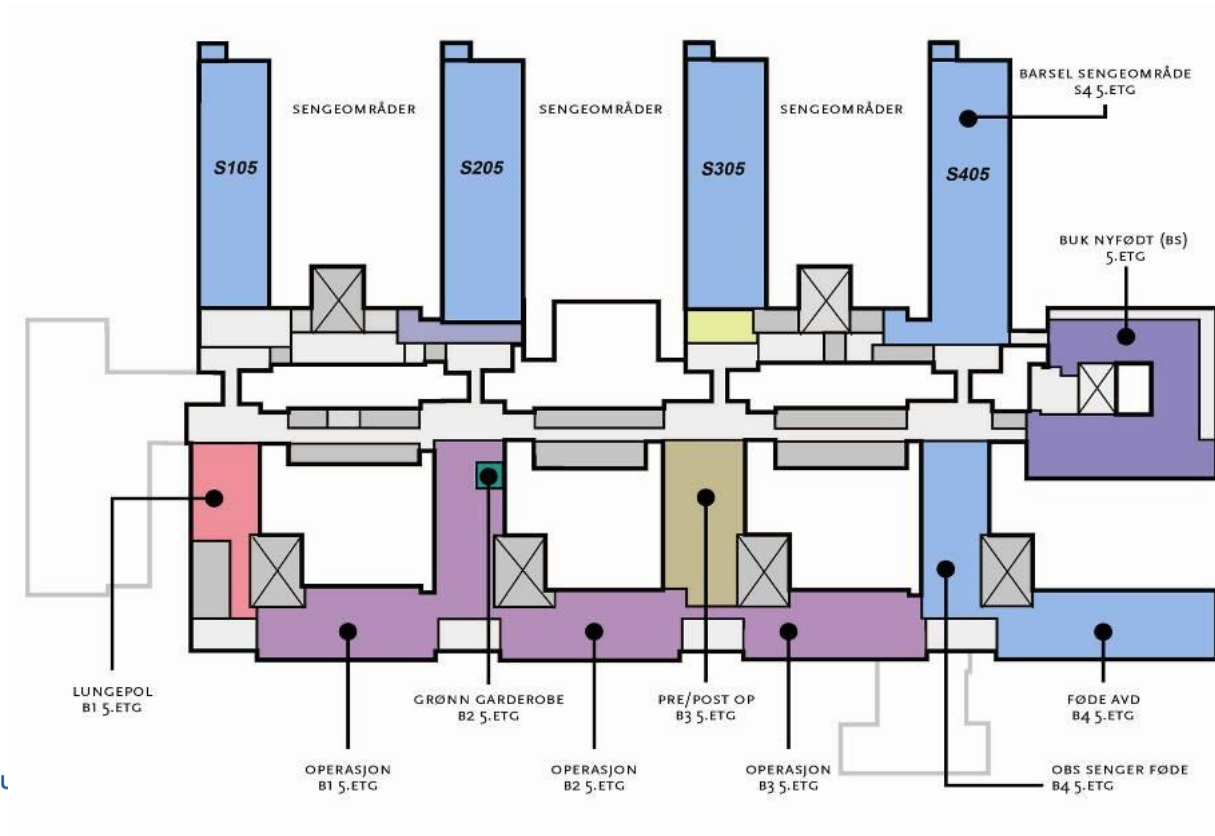 BARSEL SENGEOMRÅDE
S4 5.ETG
SENGEOMRÅDER
SENGEOMRÅDER
SENGEOMRÅDER
S105
S205
S305
S405
BUK NYFØDT (BS)
5.ETG
LUNGEPOL
B1 5.ETG
GRØNN GARDEROBE
B2 5.ETG
PRE/POST OP
B3 5.ETG
FØDE AVD
B4 5.ETG
OPERASJON
B1 5.ETG
OPERASJON
B2 5.ETG
OPERASJON
B3 5.ETG
OBS SENGER FØDE
B4 5.ETG